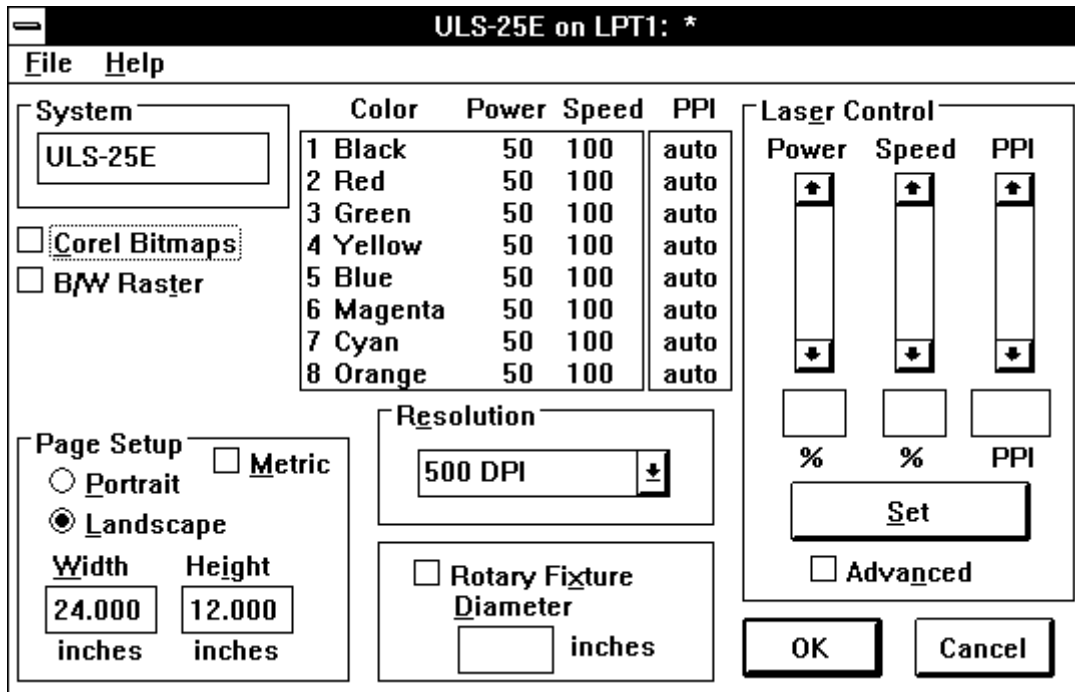 ULS-25E on LPT1: *
File Help
System
ULS-25E
Corel Bitmaps
B/W Raster
Color Power Speed PPI
1 Black 50 100 auto
2 Red 50 100 auto
3 Green 50 100 auto
4 Yellow 50 100 auto
5 Blue 50 100 auto
6 Magenta 50 100 auto
7 Cyan 50 100 auto
8 Orange 50 100 auto
Laser Control
Power Speed PPI
% % PPI
Set
Advanced
Page Setup
Metric
Portrait
Landscape
Width Height
24.000 12.000
inches inches
Resolution
500 DPI
Rotary Fixture
Diameter
inches
OK Cancel